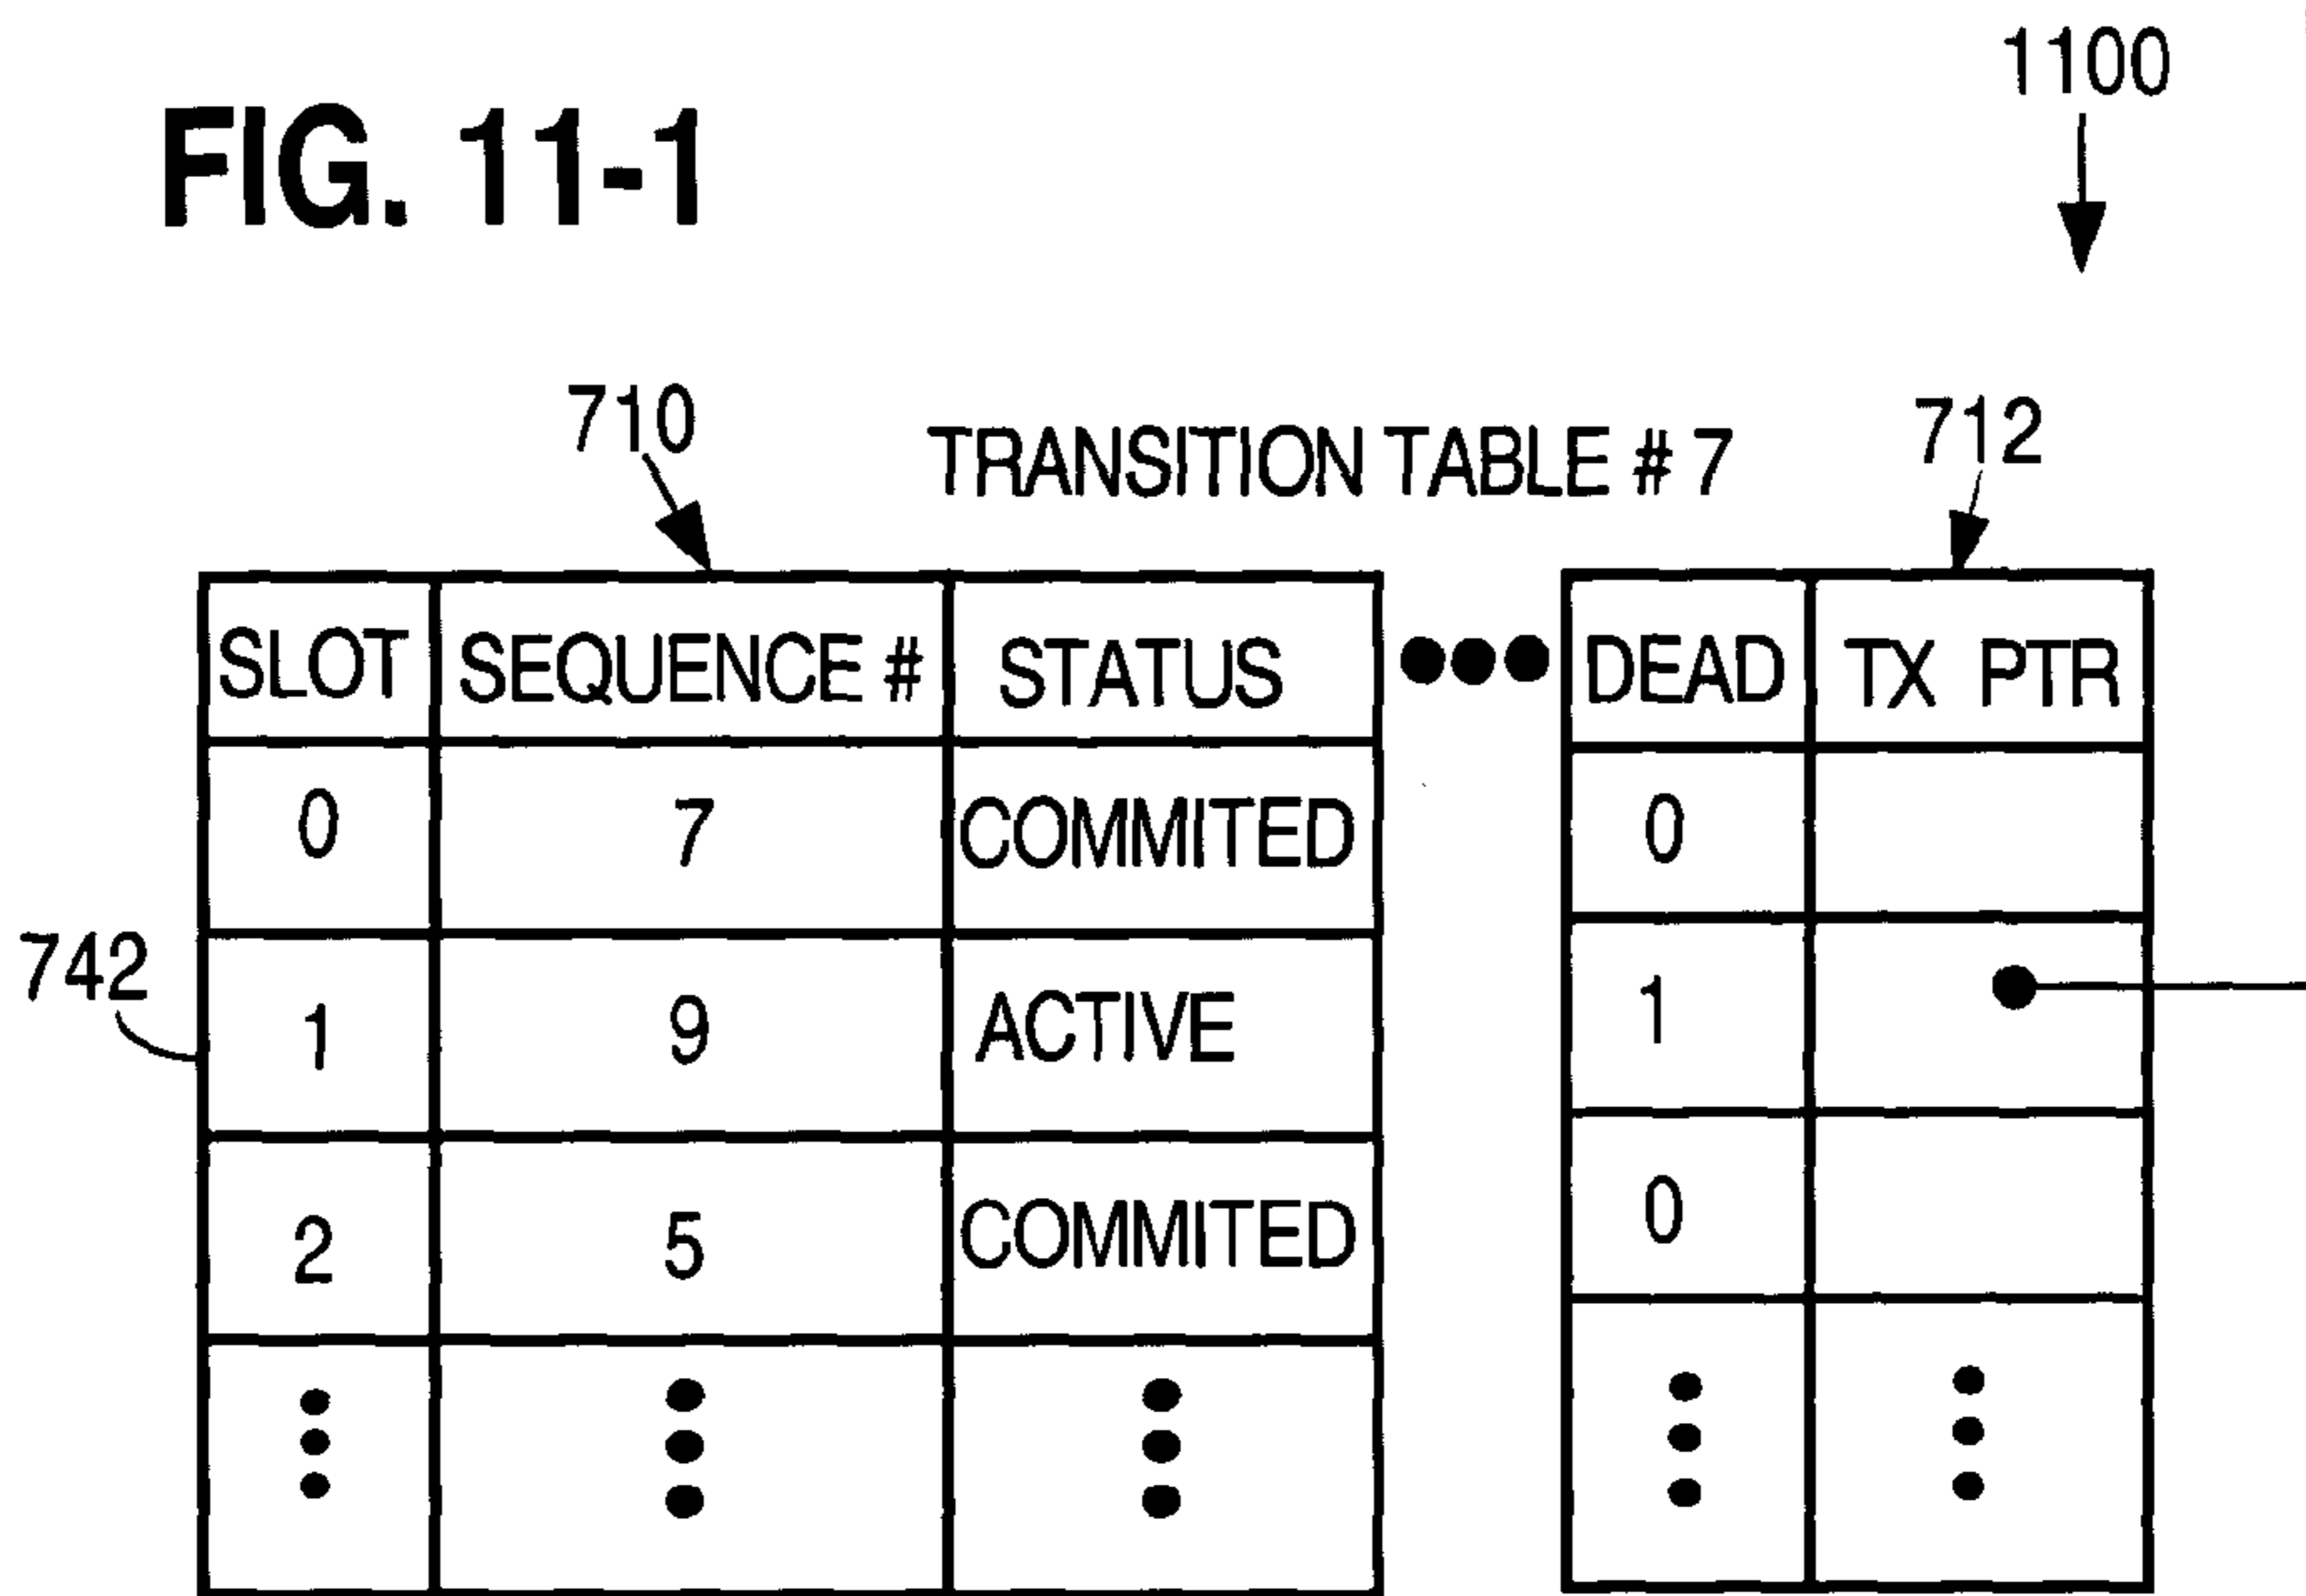 FIG. 11-1
1100
710
TRANSITION TABLE # 7
712
SLOT SEQUENCE # STATUS ●●● DEAD TX PTR
0 7 COMMITED 0
742
1 9 ACTIVE 1
2 5 COMMITED 0